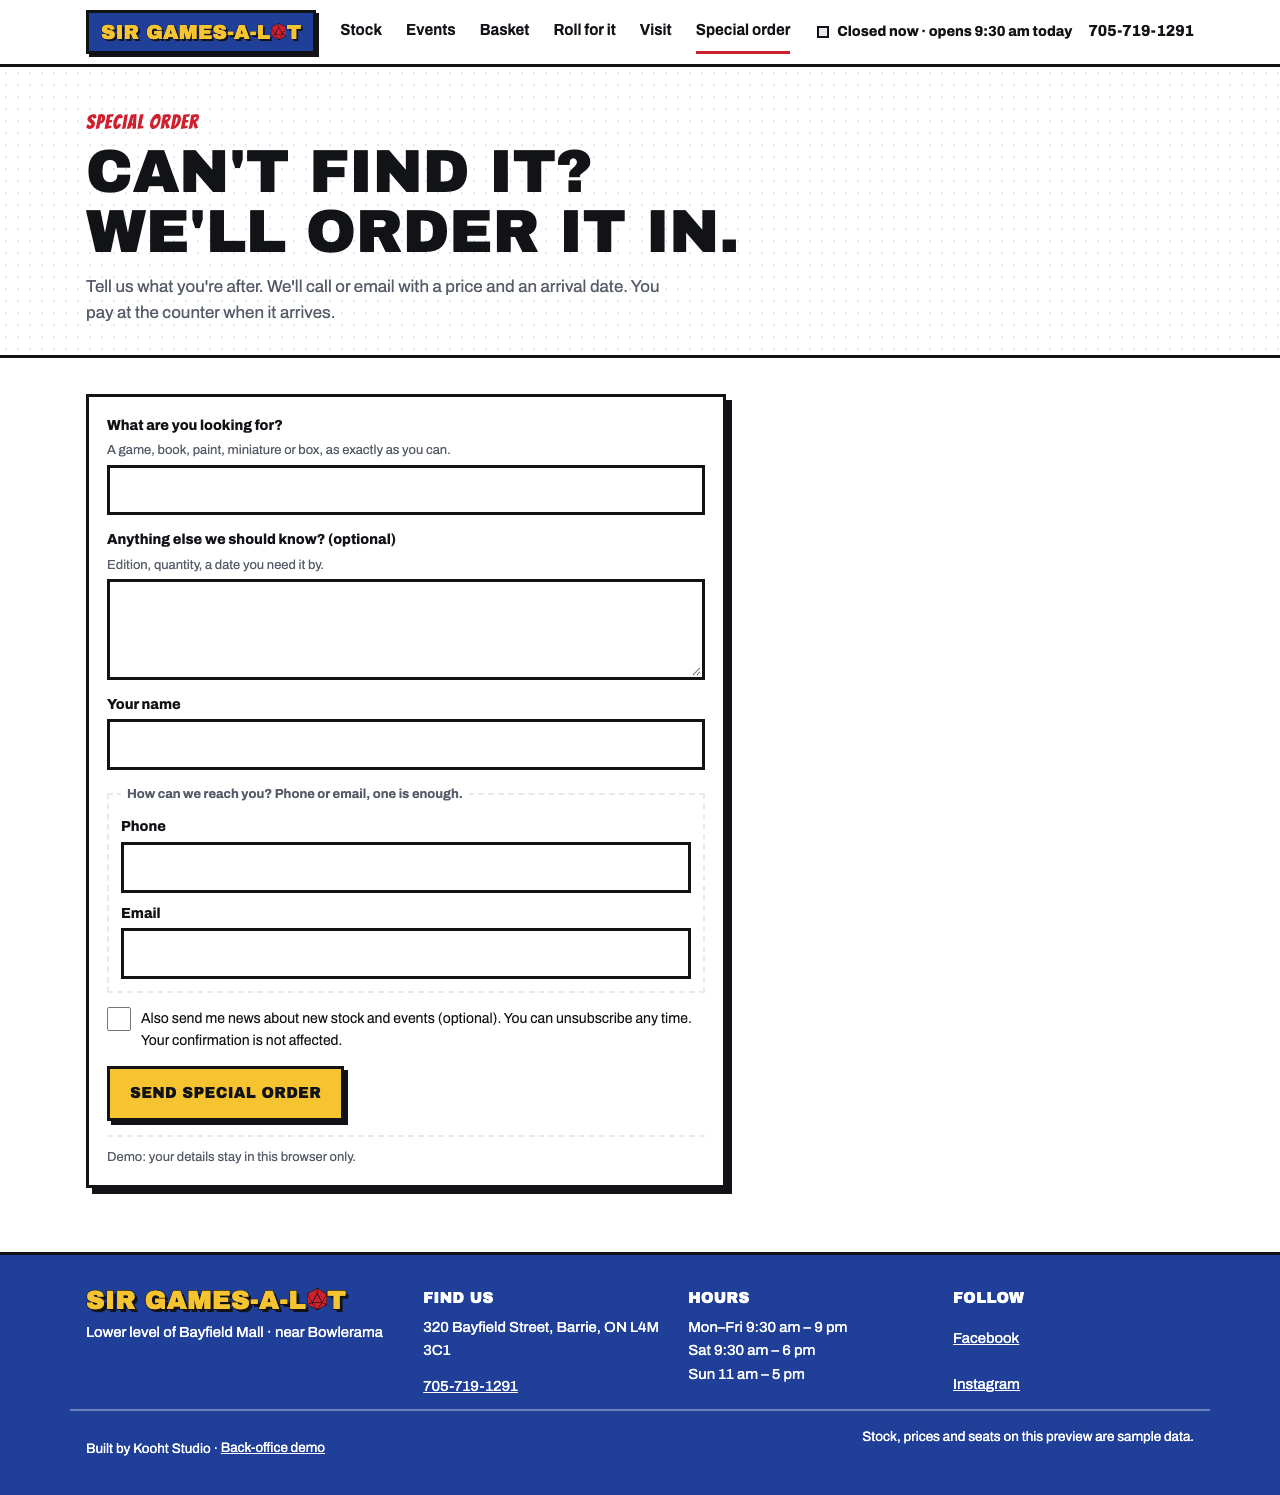 SIR GAMES-A-LOT
Stock
Events
Basket
Roll for it
Visit
Special order
Closed now · opens 9:30 am today
705-719-1291
SPECIAL ORDER
CAN'T FIND IT?
WE'LL ORDER IT IN.
Tell us what you're after. We'll call or email with a price and an arrival date. You
pay at the counter when it arrives.
What are you looking for?
A game, book, paint, miniature or box, as exactly as you can.
Anything else we should know? (optional)
Edition, quantity, a date you need it by.
Your name
How can we reach you? Phone or email, one is enough.
Phone
Email
Also send me news about new stock and events (optional). You can unsubscribe any time.
Your confirmation is not affected.
SEND SPECIAL ORDER
Demo: your details stay in this browser only.
SIR GAMES-A-LOT
Lower level of Bayfield Mall · near Bowlerama
FIND US
320 Bayfield Street, Barrie, ON L4M
3C1
705-719-1291
HOURS
Mon–Fri 9:30 am – 9 pm
Sat 9:30 am – 6 pm
Sun 11 am – 5 pm
FOLLOW
Facebook
Instagram
Built by Kooht Studio · Back-office demo
Stock, prices and seats on this preview are sample data.